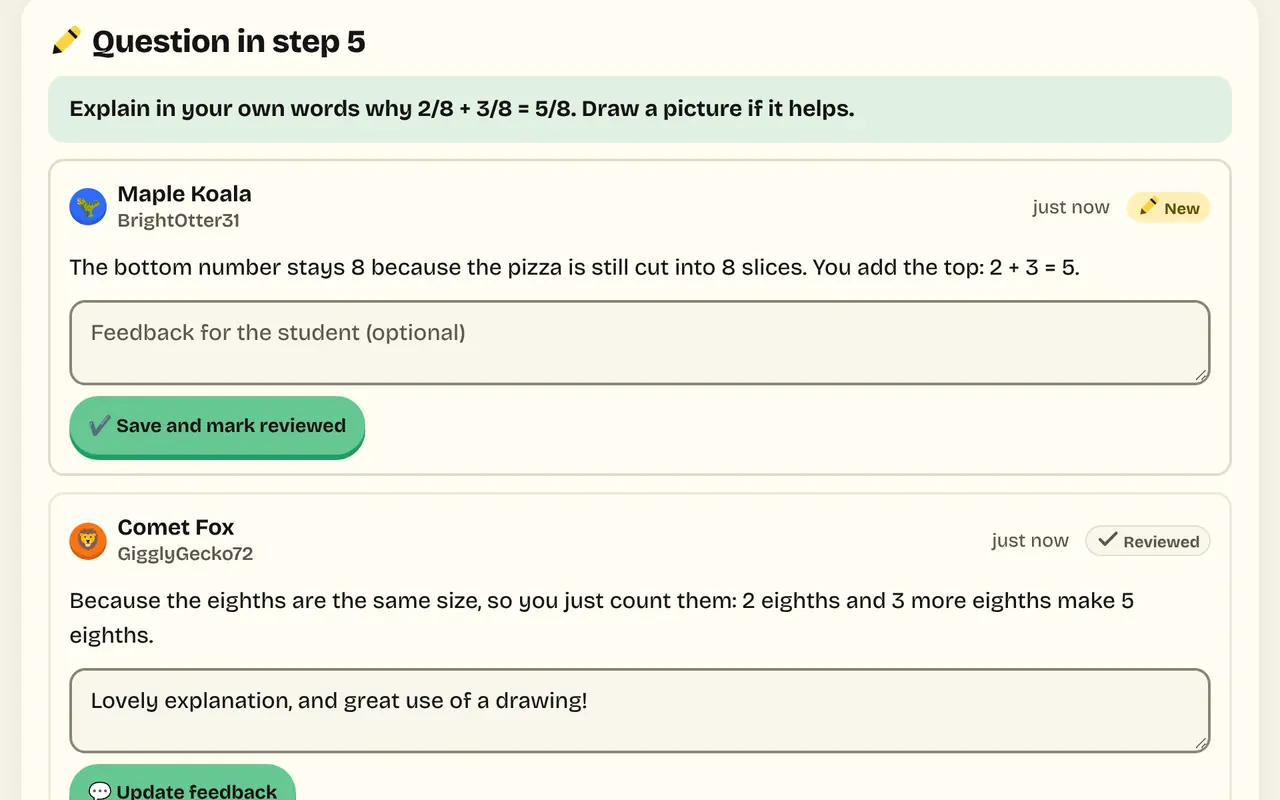 Question in step 5
Explain in your own words why 2/8 + 3/8 = 5/8. Draw a picture if it helps.
Maple Koala
BrightOtter31
just now
New
The bottom number stays 8 because the pizza is still cut into 8 slices. You add the top: 2 + 3 = 5.
Feedback for the student (optional)
Save and mark reviewed
Comet Fox
GigglyGecko72
just now
Reviewed
Because the eighths are the same size, so you just count them: 2 eighths and 3 more eighths make 5
eighths.
Lovely explanation, and great use of a drawing!
Update feedback